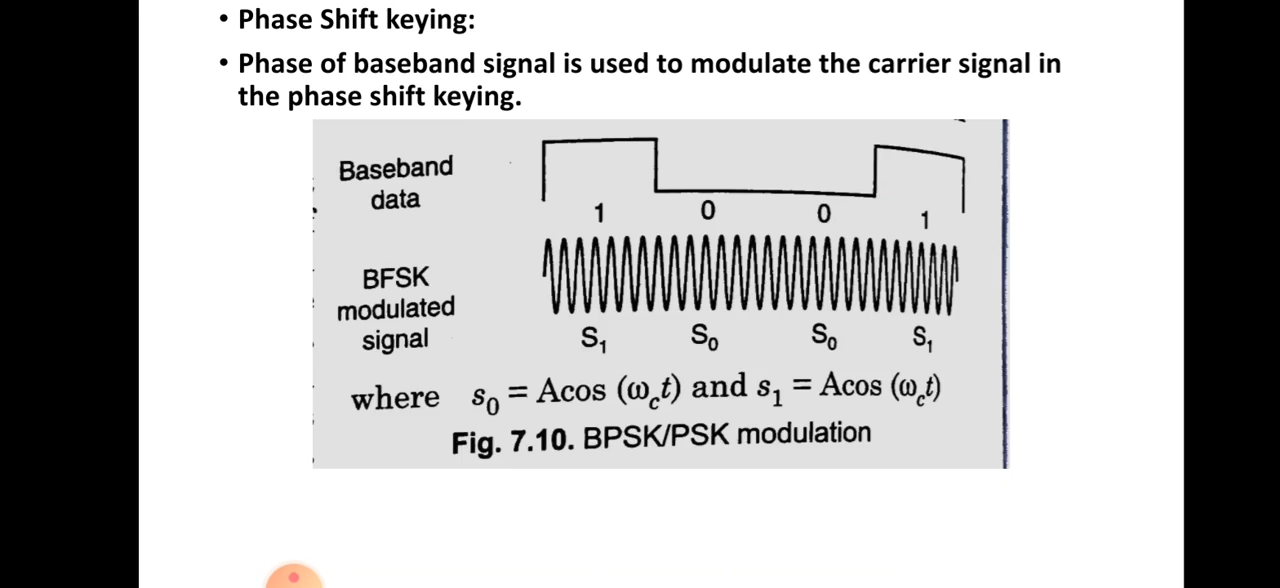 • Phase Shift keying:
• Phase of baseband signal is used to modulate the carrier signal in
the phase shift keying.
Baseband
data
1 0 0 1
BFSK
modulated
signal
S₁ S₀ S₀ S₁
where s₀ = Acos (ω꜀t) and s₁ = Acos (ω꜀t)
Fig. 7.10. BPSK/PSK modulation